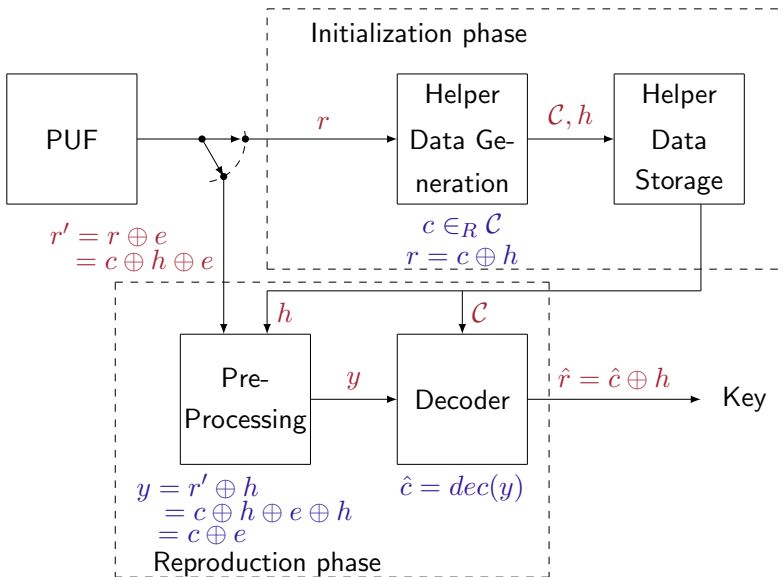 Initialization phase
PUF
r
Helper
Data Ge-
neration
𝒞, h
Helper
Data
Storage
r′ = r ⊕ e
= c ⊕ h ⊕ e
c ∈_R 𝒞
r = c ⊕ h
h
𝒞
Pre-
Processing
y
Decoder
r̂ = ĉ ⊕ h
Key
y = r′ ⊕ h
= c ⊕ h ⊕ e ⊕ h
= c ⊕ e
ĉ = dec(y)
Reproduction phase